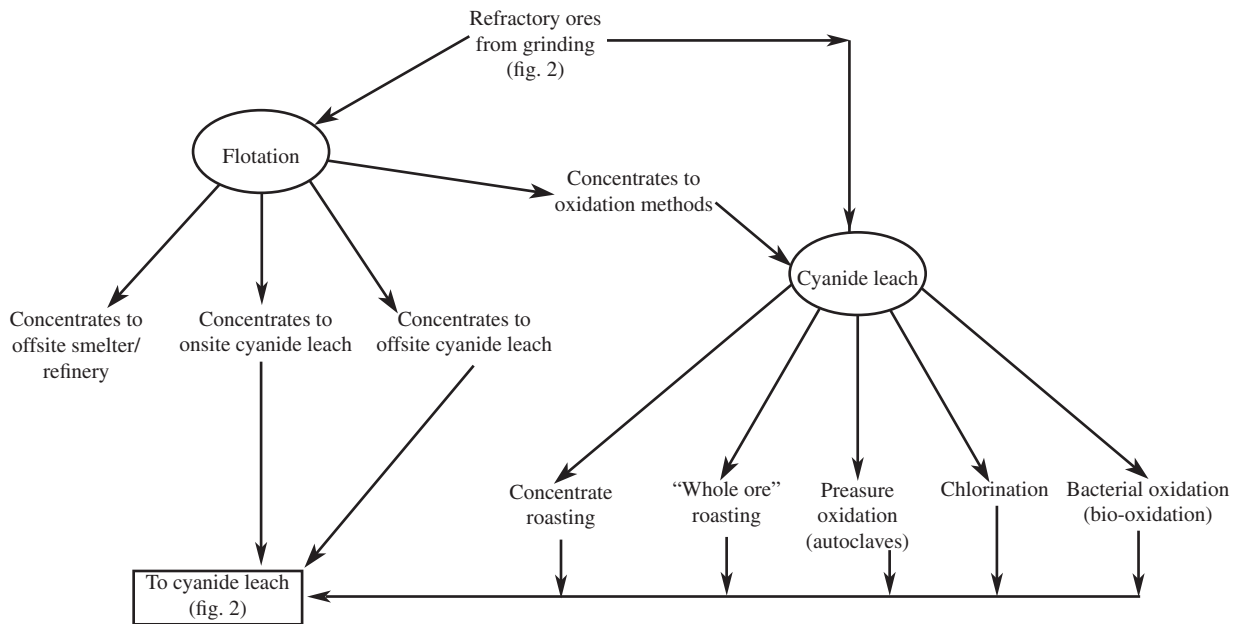 Refractory ores
from grinding
(fig. 2)
Flotation
Concentrates to
oxidation methods
Cyanide leach
Concentrates to
offsite smelter/
refinery
Concentrates to
onsite cyanide leach
Concentrates to
offsite cyanide leach
Concentrate
roasting
“Whole ore”
roasting
Preasure
oxidation
(autoclaves)
Chlorination
Bacterial oxidation
(bio-oxidation)
To cyanide leach
(fig. 2)